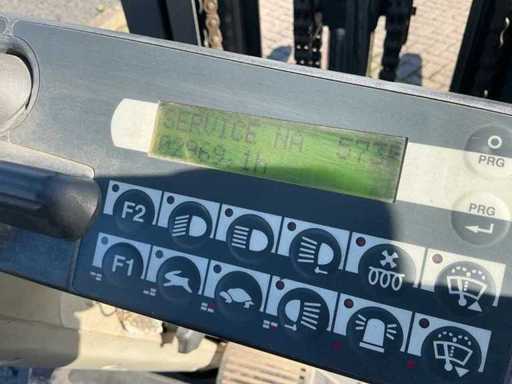 SERVICE NA 573
02969,1h
PRG
PRG
F2
F1